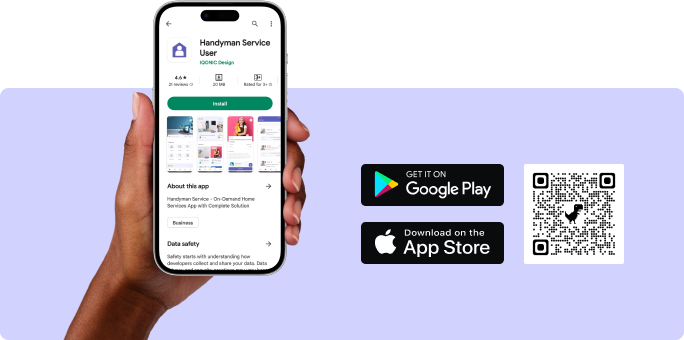 Handyman Service
User
IQONIC Design
4.6 ★
21 reviews
20 MB
3+
Rated for 3+
Install
About this app
Handyman Service - On-Demand Home
Services App with Complete Solution
Business
Data safety
Safety starts with understanding how
developers collect and share your data. Data
GET IT ON
Google Play
Download on the
App Store